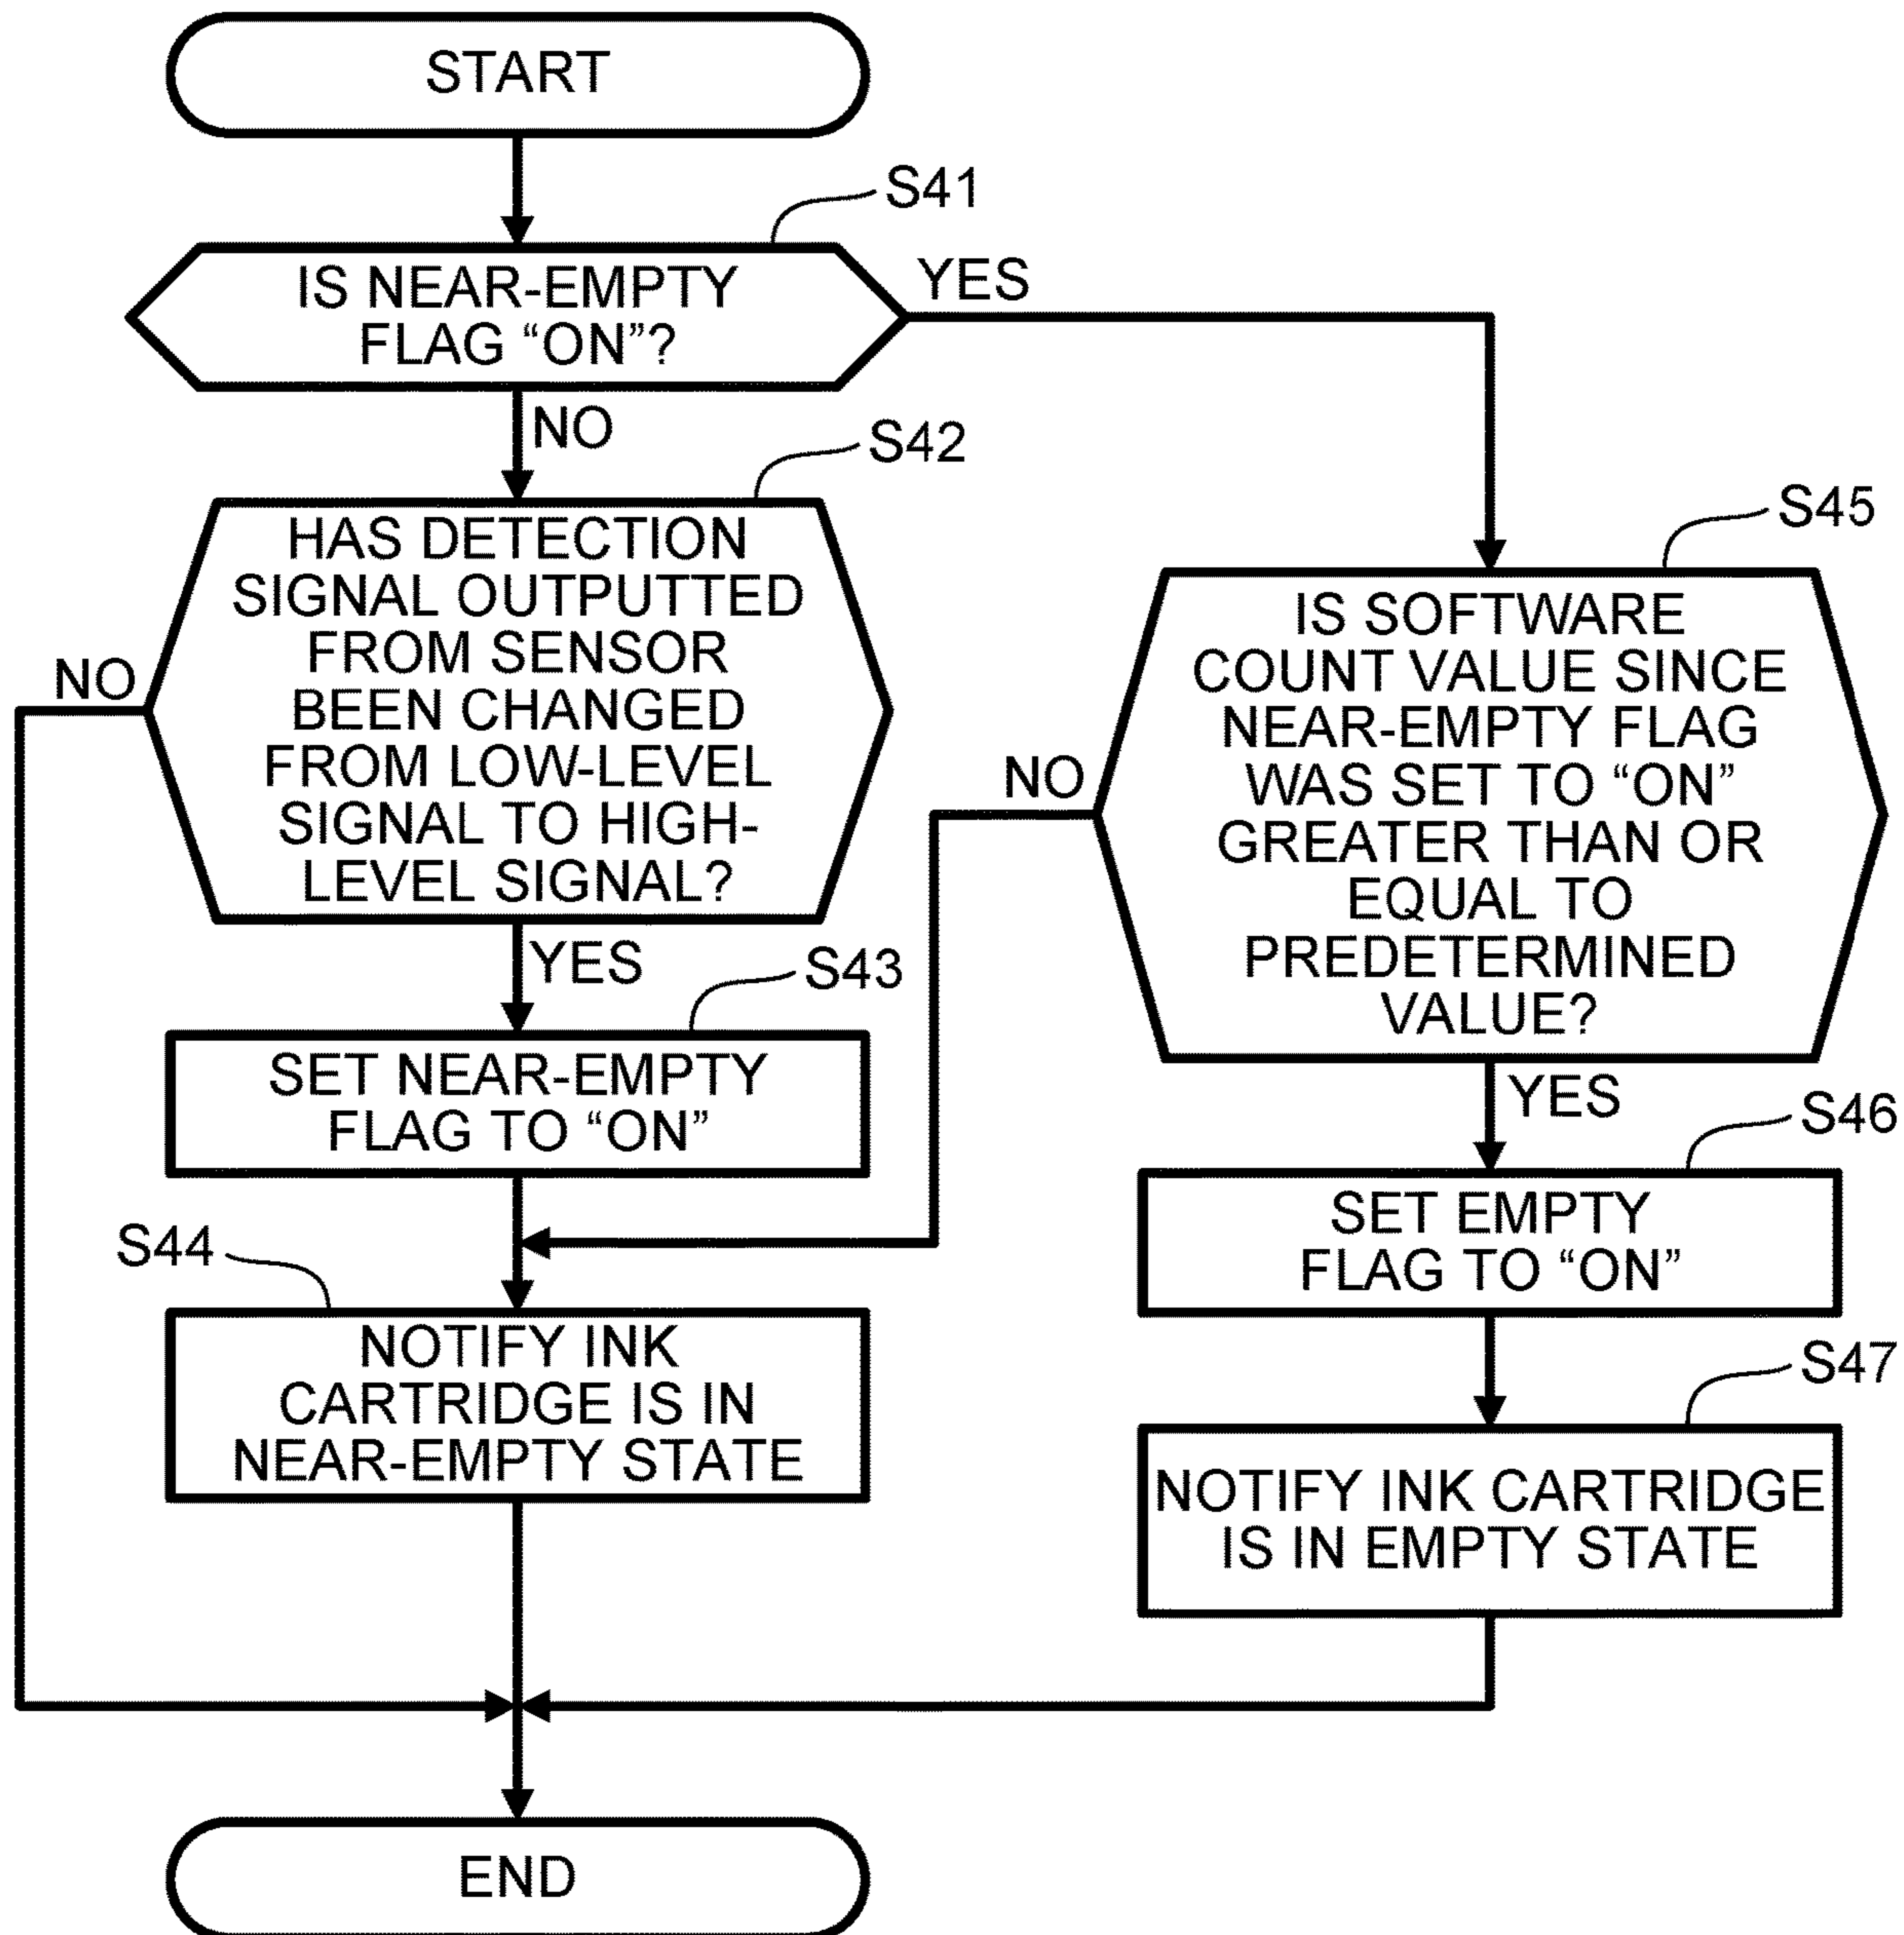 START
S41
IS NEAR-EMPTY
FLAG “ON”?
YES
NO
S42
HAS DETECTION
SIGNAL OUTPUTTED
FROM SENSOR
BEEN CHANGED
FROM LOW-LEVEL
SIGNAL TO HIGH-
LEVEL SIGNAL?
NO
YES
S43
SET NEAR-EMPTY
FLAG TO “ON”
S44
NOTIFY INK
CARTRIDGE IS IN
NEAR-EMPTY STATE
S45
IS SOFTWARE
COUNT VALUE SINCE
NEAR-EMPTY FLAG
WAS SET TO “ON”
GREATER THAN OR
EQUAL TO
PREDETERMINED
VALUE?
NO
YES
S46
SET EMPTY
FLAG TO “ON”
S47
NOTIFY INK CARTRIDGE
IS IN EMPTY STATE
END